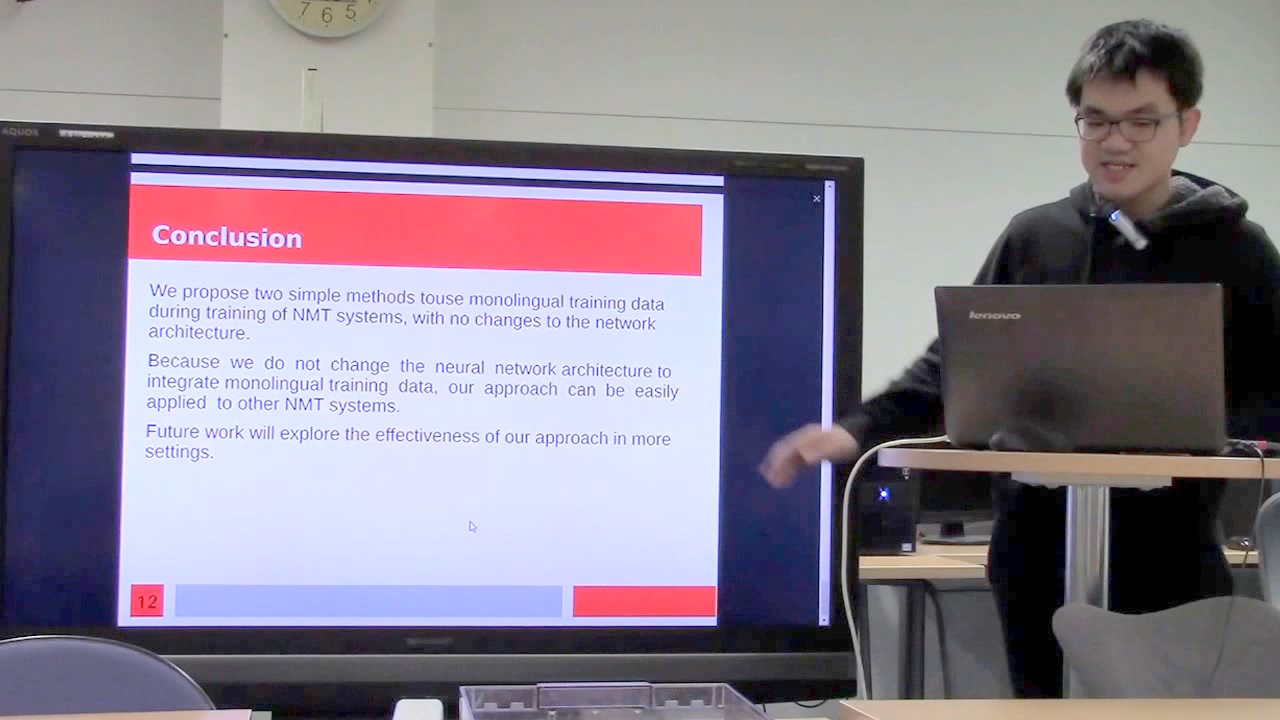 7 6 5
AQUOS
Conclusion
We propose two simple methods touse monolingual training data
during training of NMT systems, with no changes to the network
architecture.
Because we do not change the neural network architecture to
integrate monolingual training data, our approach can be easily
applied to other NMT systems.
Future work will explore the effectiveness of our approach in more
settings.
12
lenovo